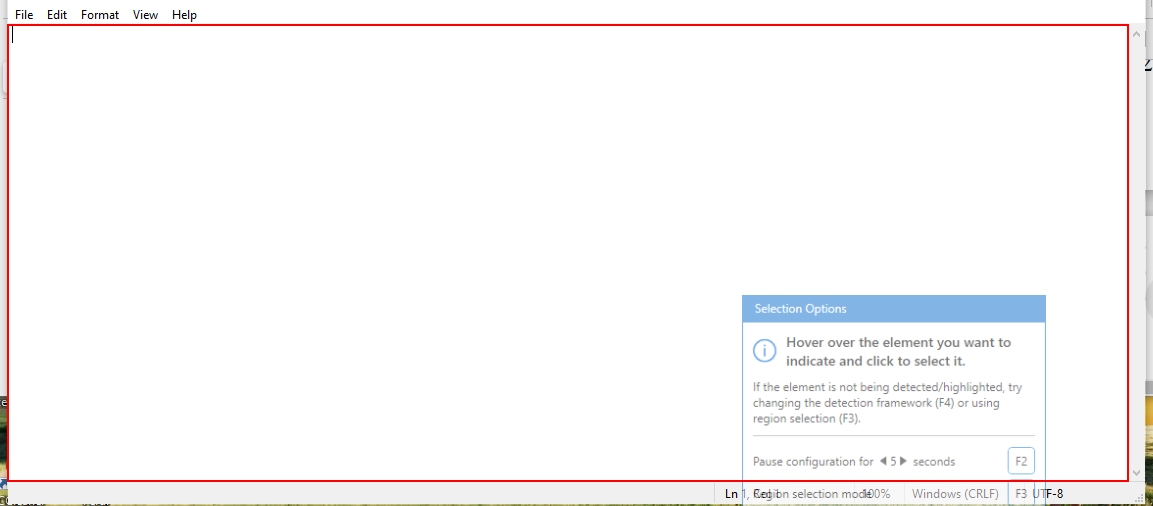 File Edit Format View Help
Selection Options
Hover over the element you want to
indicate and click to select it.
If the element is not being detected/highlighted, try
changing the detection framework (F4) or using
region selection (F3).
Pause configuration for 5 seconds F2
Ln 1, Col 1 100% Windows (CRLF) UTF-8
Region selection mode F3